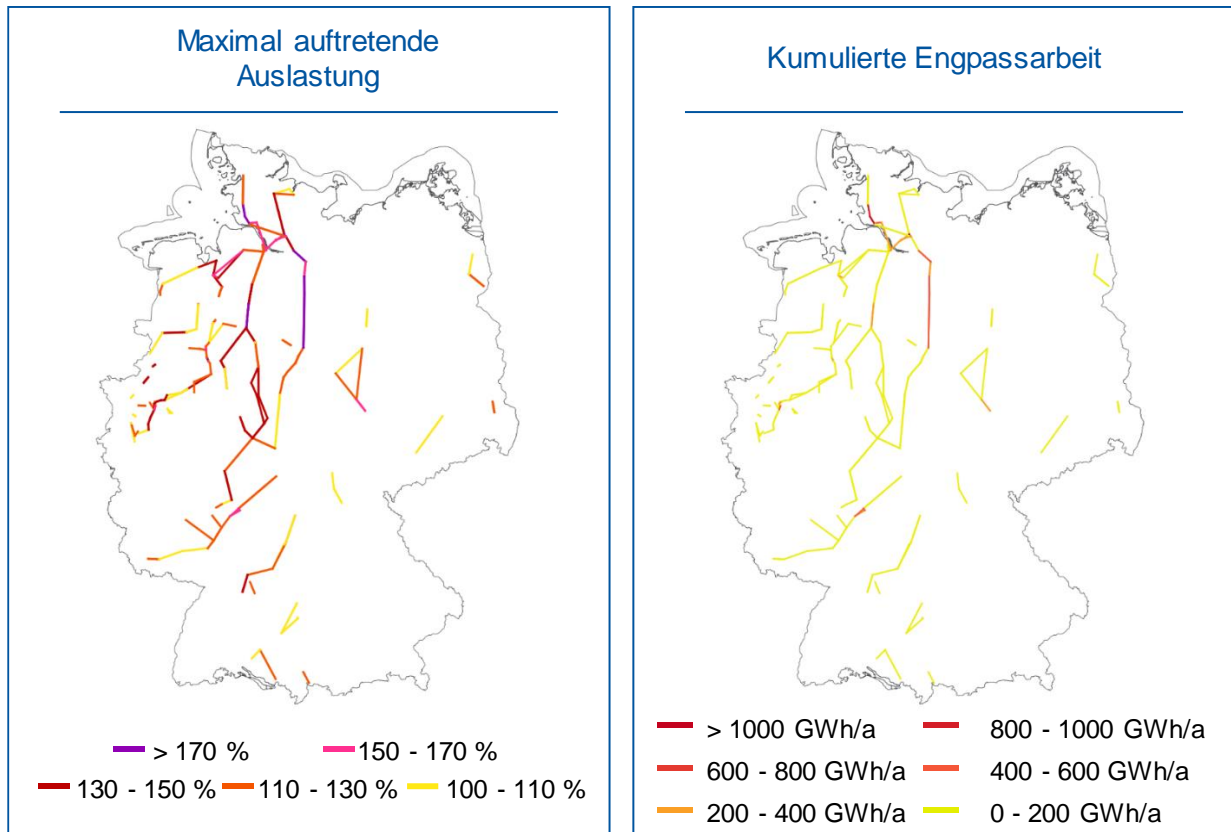 Maximal auftretende
Auslastung
> 170 %
150 - 170 %
130 - 150 %
110 - 130 %
100 - 110 %
Kumulierte Engpassarbeit
> 1000 GWh/a
800 - 1000 GWh/a
600 - 800 GWh/a
400 - 600 GWh/a
200 - 400 GWh/a
0 - 200 GWh/a